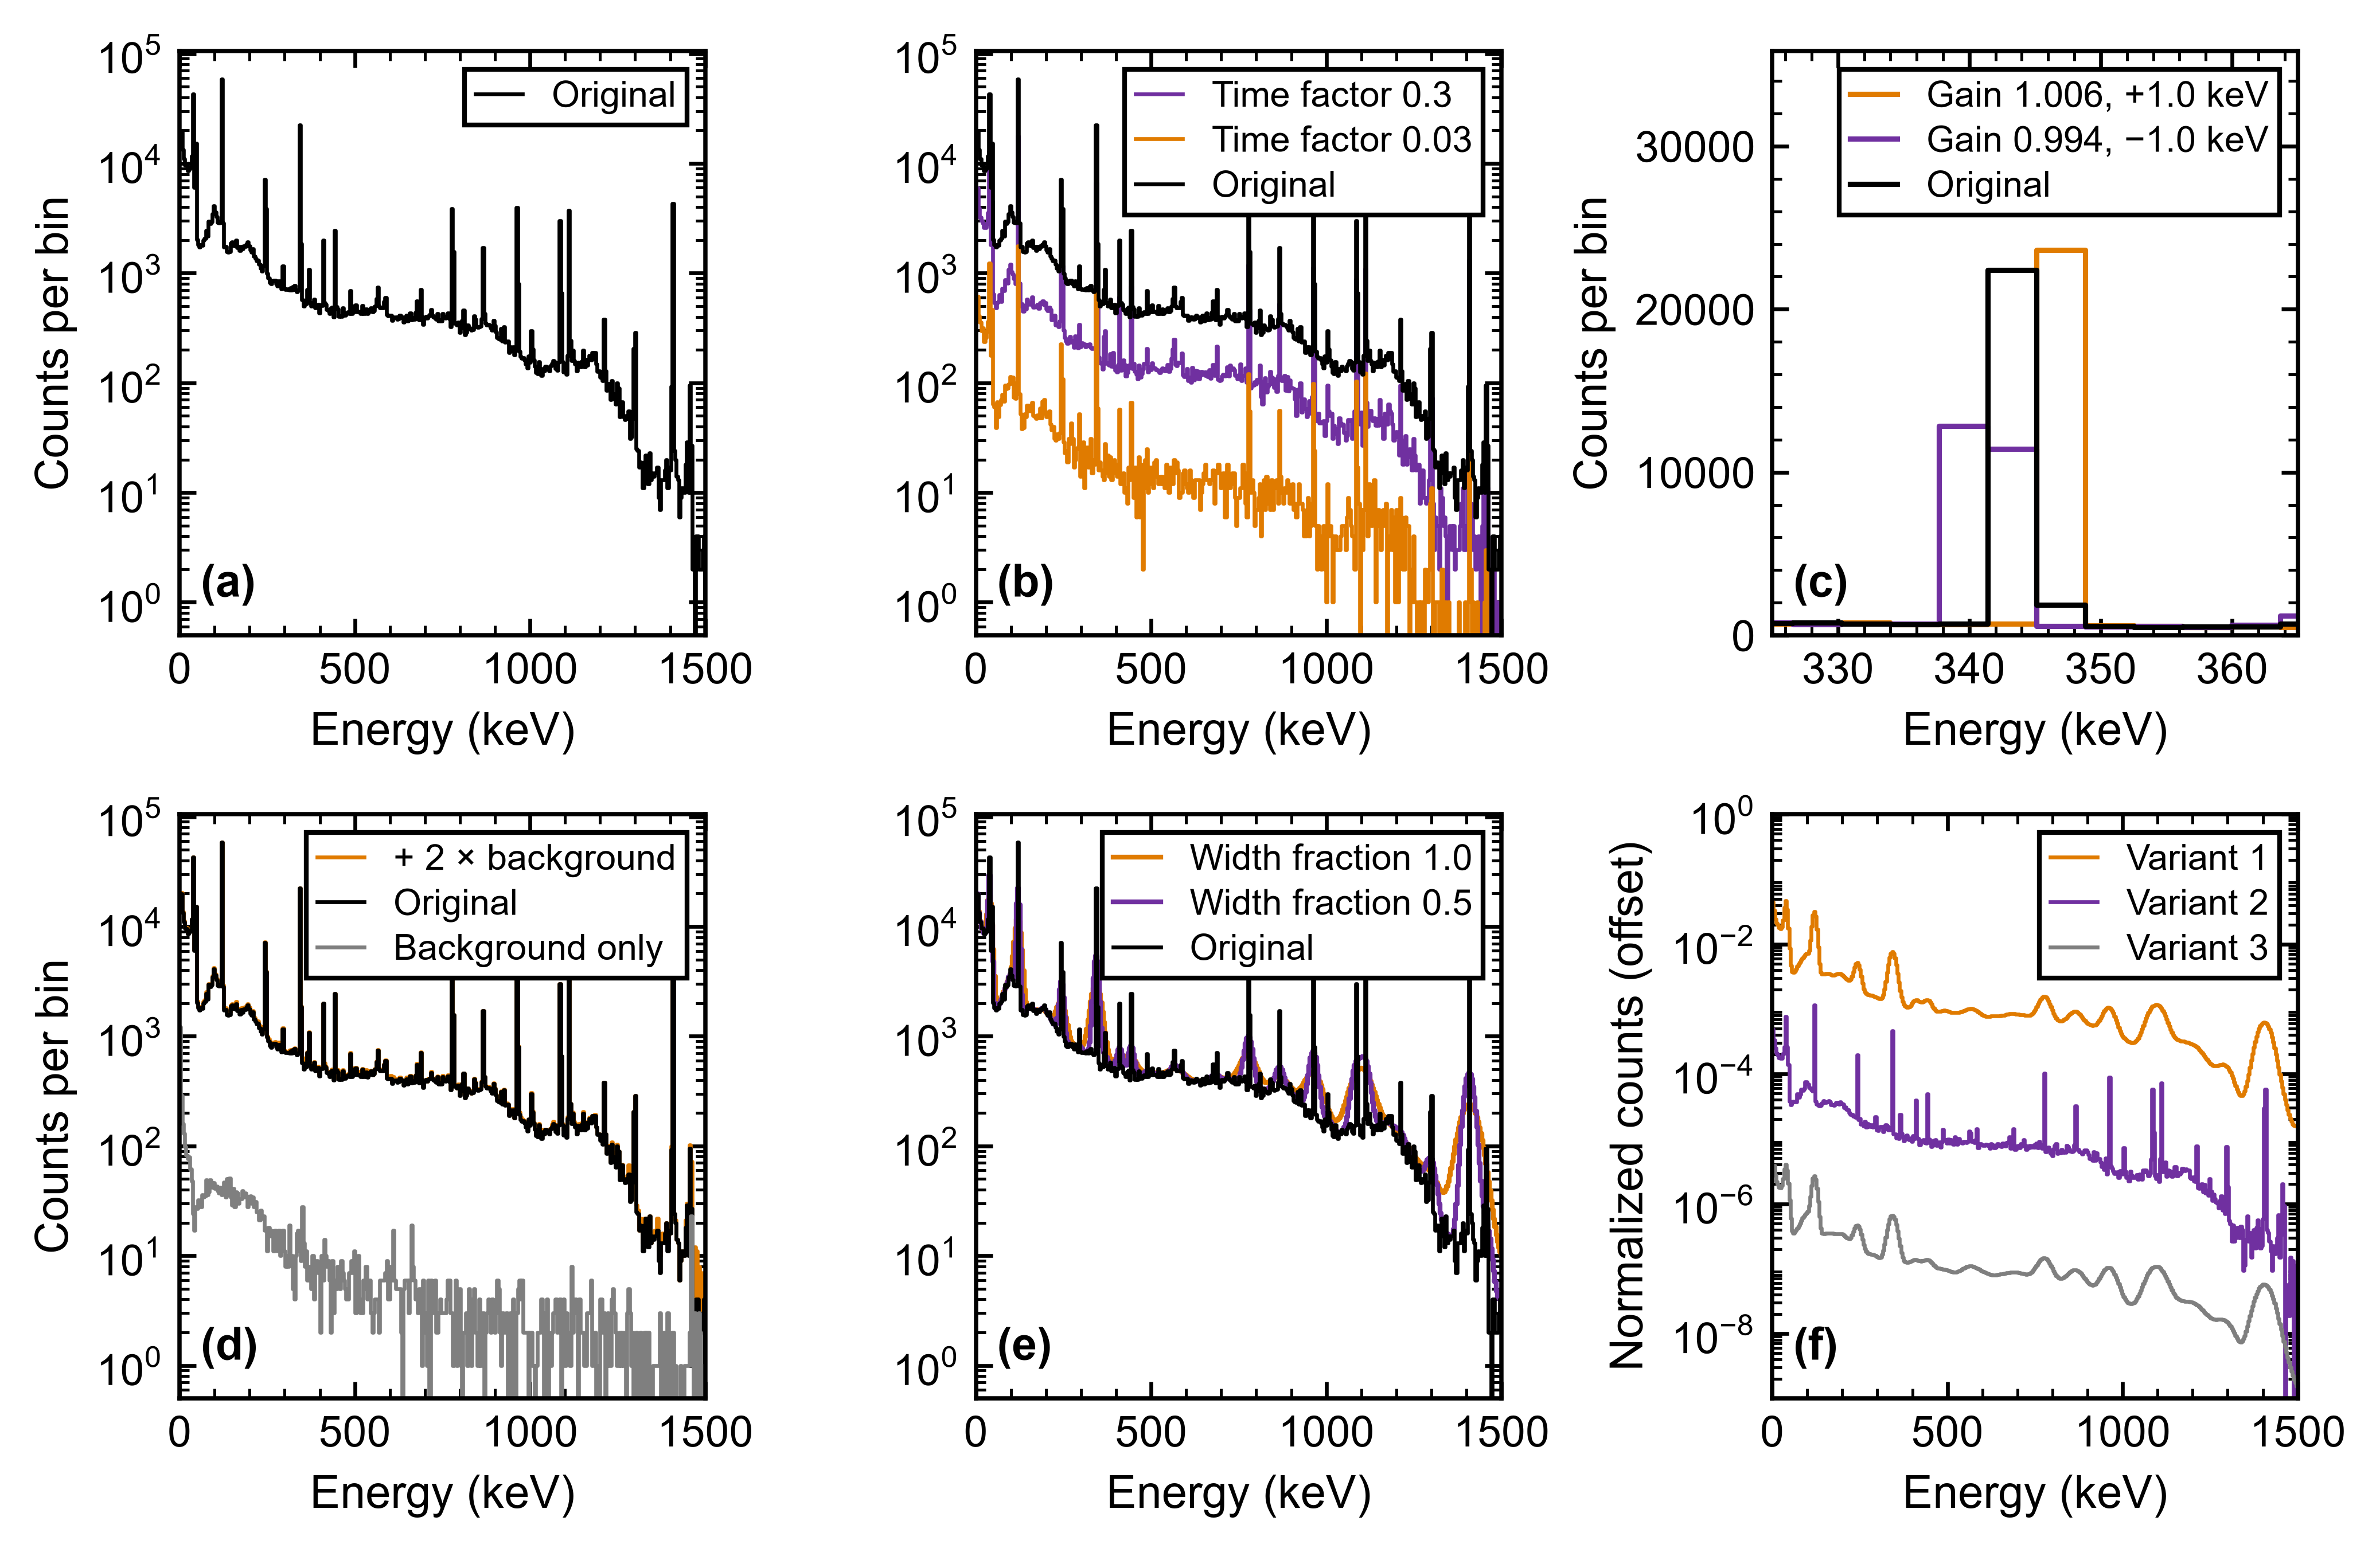 Original
Counts per bin
10^5
10^4
10^3
10^2
10^1
10^0
(a)
0 500 1000 1500
Energy (keV)
Time factor 0.3
Time factor 0.03
Original
10^5
10^4
10^3
10^2
10^1
10^0
(b)
0 500 1000 1500
Energy (keV)
Gain 1.006, +1.0 keV
Gain 0.994, −1.0 keV
Original
Counts per bin
30000
20000
10000
0
(c)
330 340 350 360
Energy (keV)
+ 2 × background
Original
Background only
Counts per bin
10^5
10^4
10^3
10^2
10^1
10^0
(d)
0 500 1000 1500
Energy (keV)
Width fraction 1.0
Width fraction 0.5
Original
10^5
10^4
10^3
10^2
10^1
10^0
(e)
0 500 1000 1500
Energy (keV)
Variant 1
Variant 2
Variant 3
Normalized counts (offset)
10^0
10^−2
10^−4
10^−6
10^−8
(f)
0 500 1000 1500
Energy (keV)